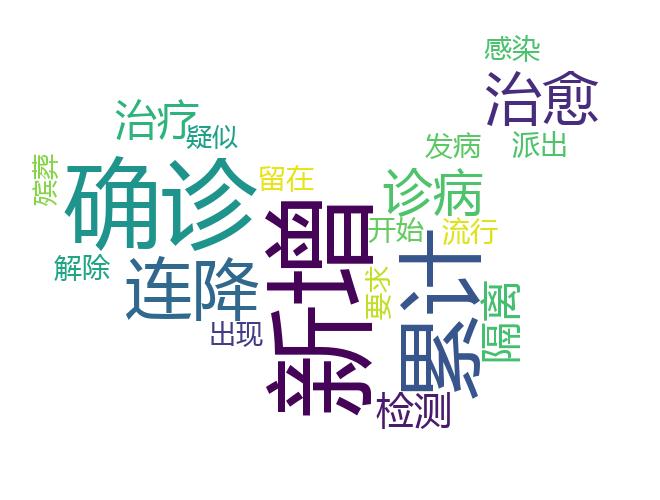 感染
治愈
治疗
疑似
发病
派出
确诊
殡葬
留在
诊病
新增
开始
流行
累计
解除
连降
要求
隔离
出现
检测